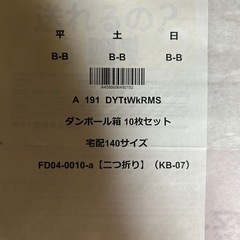 平 土 日
B-B B-B B-B
A 191 DYTtWkRMS
ダンボール箱 10枚セット
宅配140サイズ
FD04-0010-a【二つ折り】（KB-07）